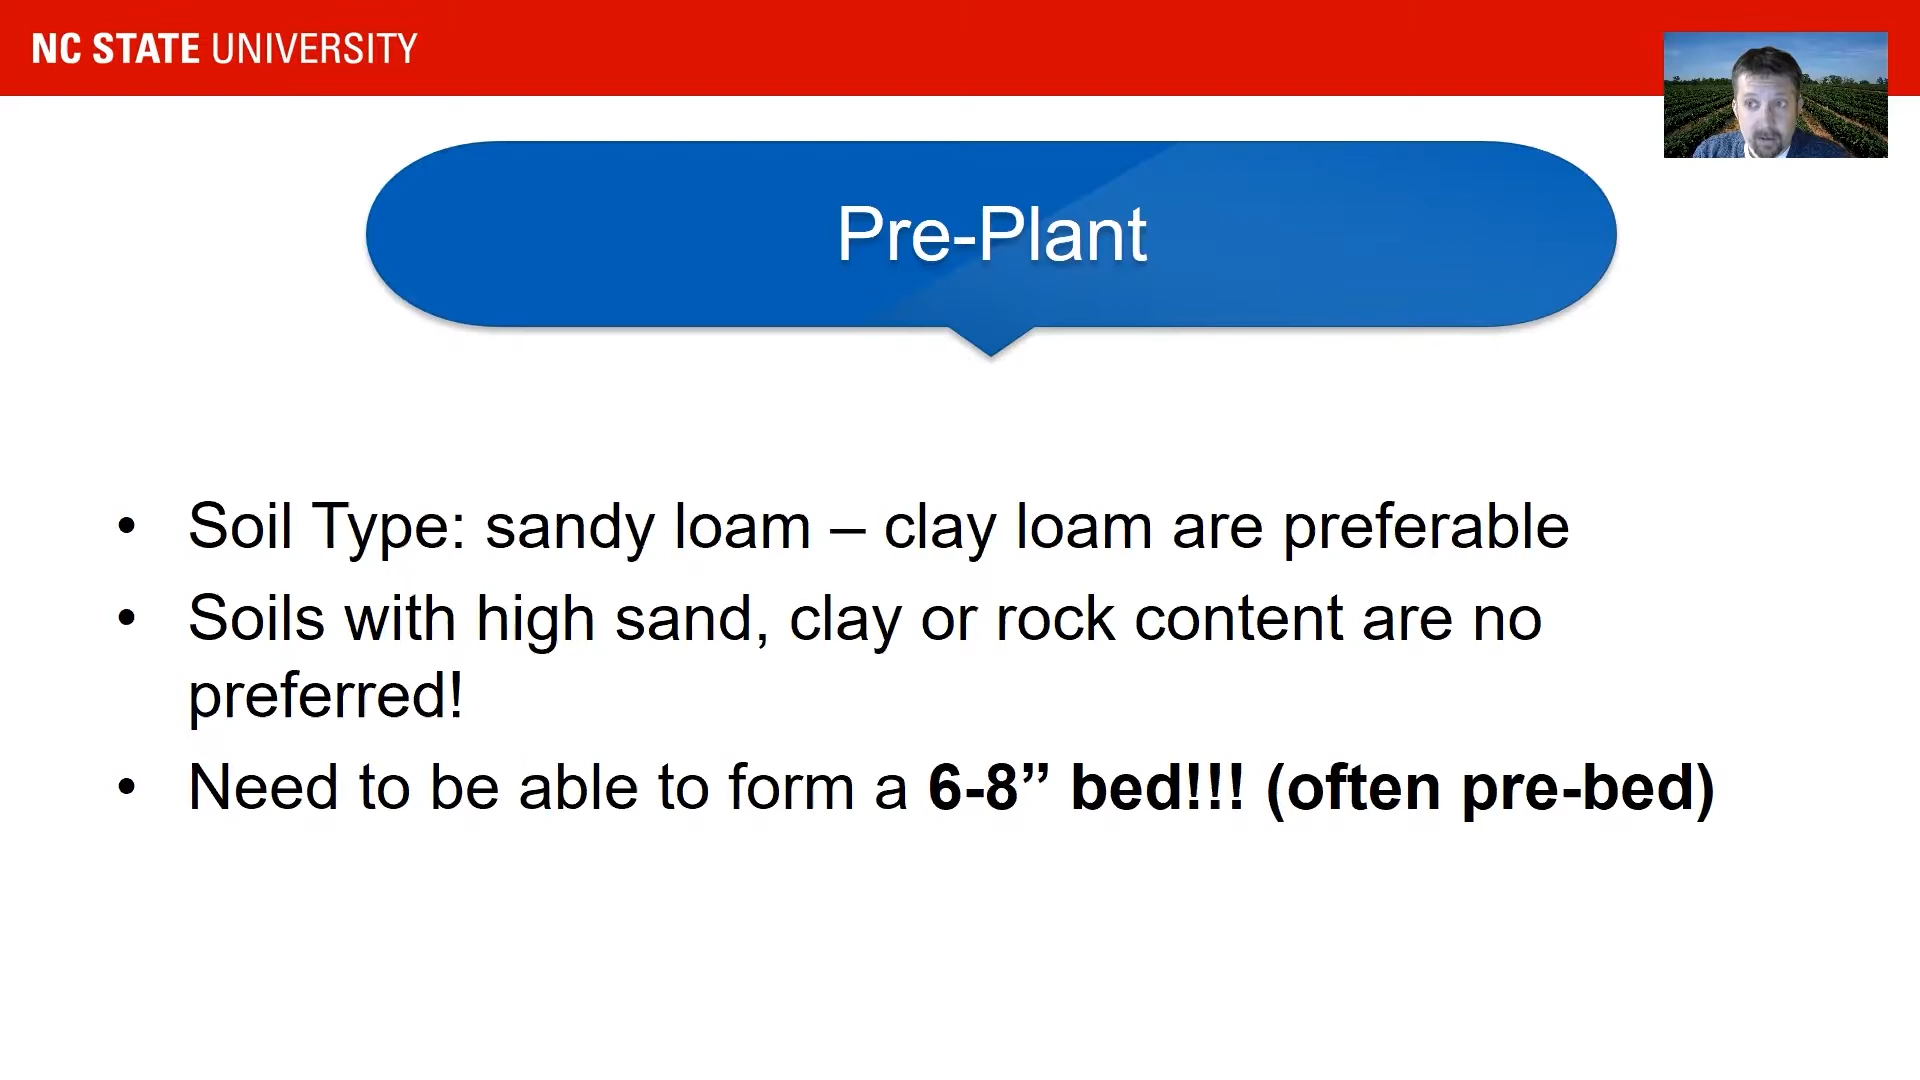 NC STATE UNIVERSITY
Pre-Plant
• Soil Type: sandy loam – clay loam are preferable
• Soils with high sand, clay or rock content are no
preferred!
• Need to be able to form a 6-8” bed!!! (often pre-bed)